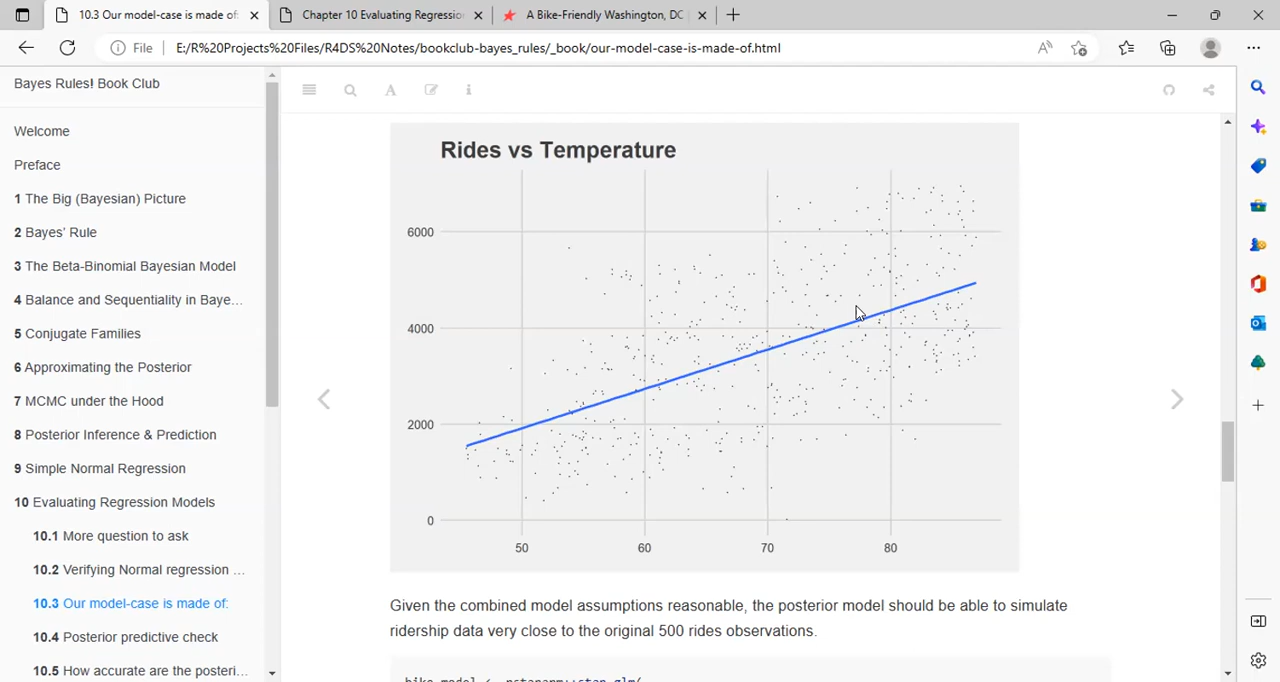 10.3 Our model-case is made of:
Chapter 10 Evaluating Regressio
A Bike-Friendly Washington, DC
File
E:/R%20Projects%20Files/R4DS%20Notes/bookclub-bayes_rules/_book/our-model-case-is-made-of.html
Bayes Rules! Book Club
Welcome
Preface
1 The Big (Bayesian) Picture
2 Bayes' Rule
3 The Beta-Binomial Bayesian Model
4 Balance and Sequentiality in Baye...
5 Conjugate Families
6 Approximating the Posterior
7 MCMC under the Hood
8 Posterior Inference & Prediction
9 Simple Normal Regression
10 Evaluating Regression Models
10.1 More question to ask
10.2 Verifying Normal regression ...
10.3 Our model-case is made of:
10.4 Posterior predictive check
10.5 How accurate are the posteri...
Rides vs Temperature
6000
4000
2000
0
50 60 70 80
Given the combined model assumptions reasonable, the posterior model should be able to simulate
ridership data very close to the original 500 rides observations.
bike_model <- rstanarm::stan_glm(